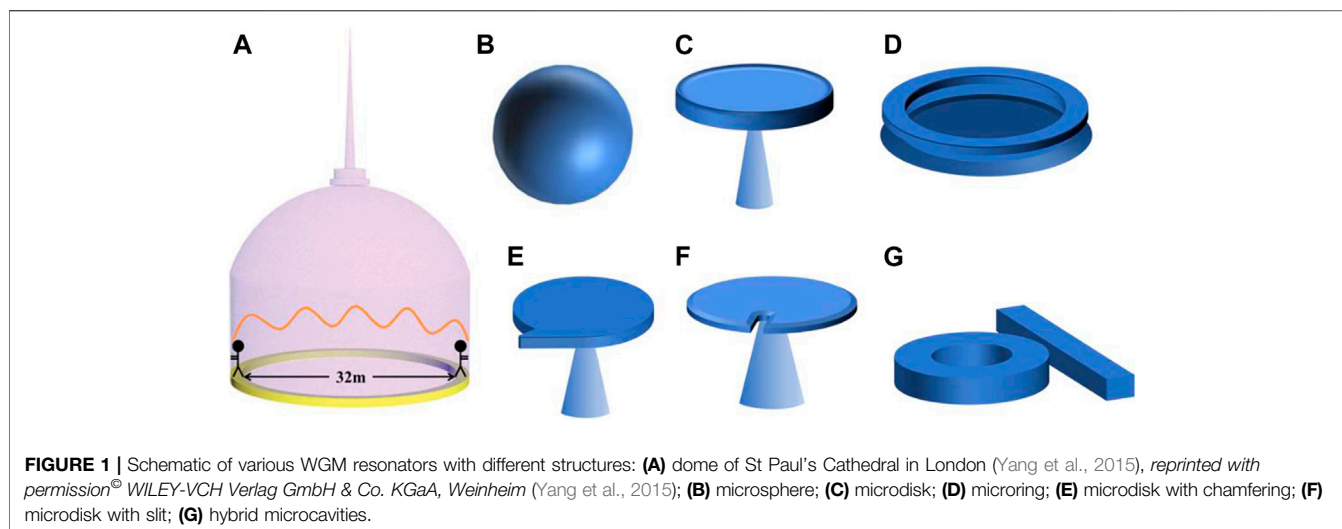 A
B
C
D
E
F
G
32m
FIGURE 1 | Schematic of various WGM resonators with different structures: (A) dome of St Paul's Cathedral in London (Yang et al., 2015), reprinted with
permission© WILEY-VCH Verlag GmbH & Co. KGaA, Weinheim (Yang et al., 2015); (B) microsphere; (C) microdisk; (D) microring; (E) microdisk with chamfering; (F)
microdisk with slit; (G) hybrid microcavities.